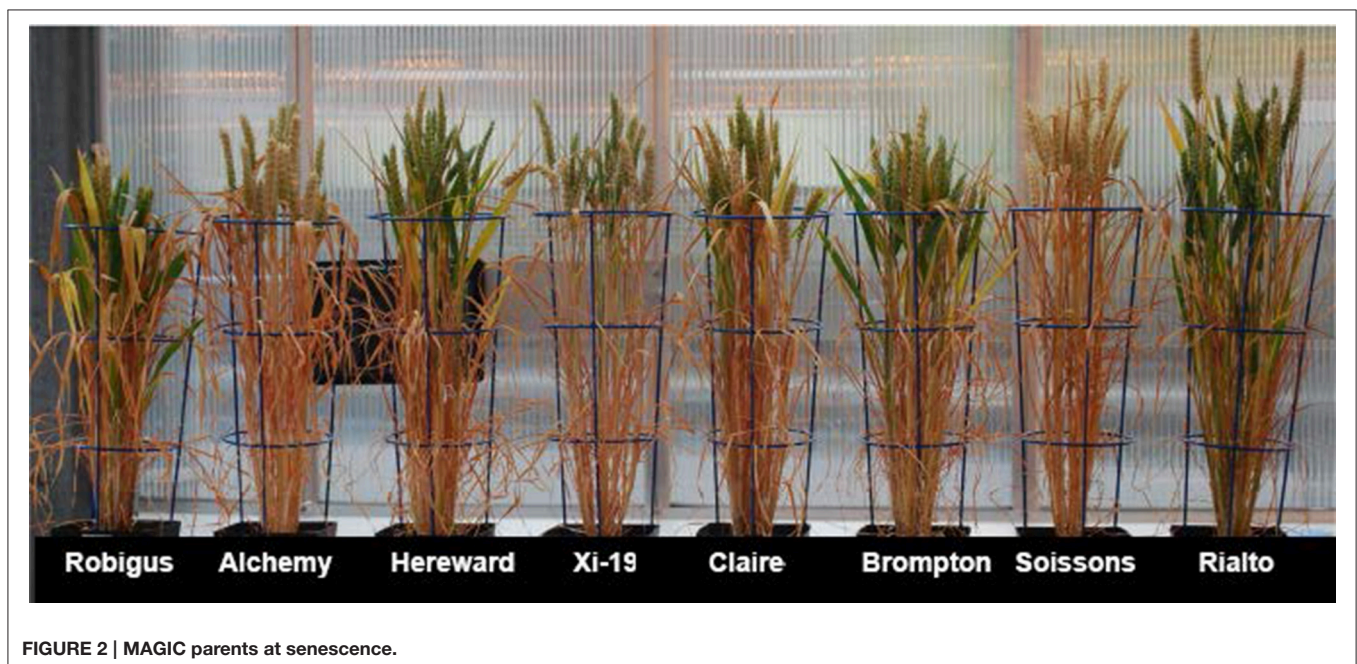 Robigus Alchemy Hereward Xi-19 Claire Brompton Soissons Rialto
FIGURE 2 | MAGIC parents at senescence.